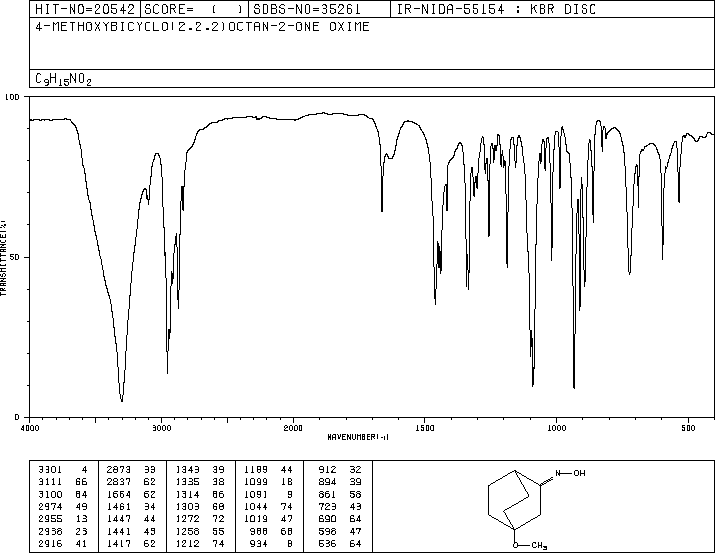 HIT-NO=20542 SCORE= ( ) SDBS-NO=35261 IR-NIDA-55154 : KBR DISC
4-METHOXYBICYCLO(2.2.2)OCTAN-2-ONE OXIME
C9H15NO2
100
50
0
TRANSMITTANCE(%)
4000 3000 2000 1500 1000 500
WAVENUMBER(-1)
3301 4 2873 33 1343 39 1189 44 912 32
3111 66 2837 62 1335 38 1099 18 894 39
3100 64 1664 62 1314 66 1091 9 861 58
2974 49 1461 34 1303 68 1044 74 723 43
2955 13 1447 44 1272 72 1019 47 690 64
2938 23 1441 43 1258 55 988 68 598 47
2916 41 1417 62 1212 74 934 8 536 64
N—OH
O—CH3